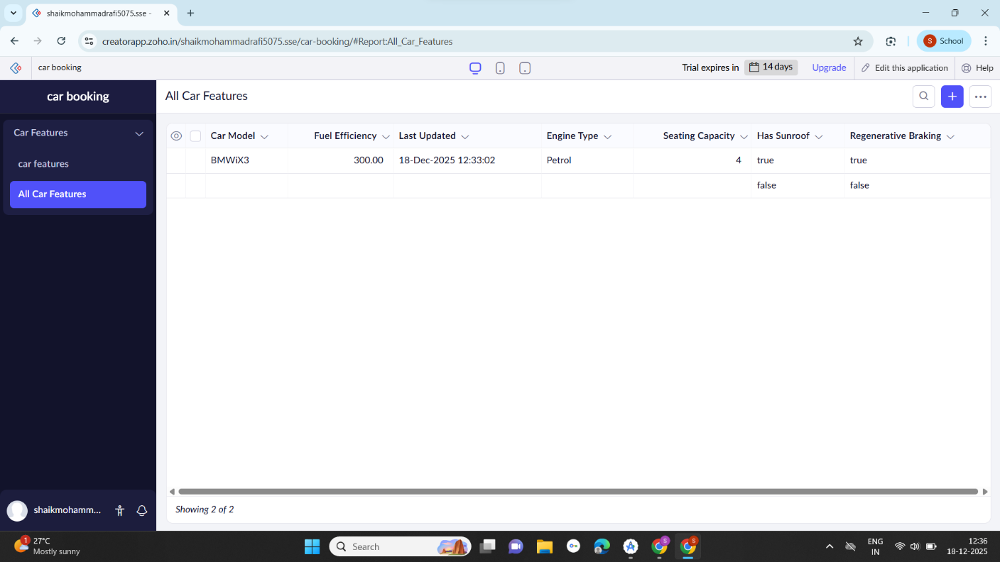 shaikmohammadrafi5075.sse -
creatorapp.zoho.in/shaikmohammadrafi5075.sse/car-booking/#Report:All_Car_Features
S School
car booking
Trial expires in 14 days Upgrade Edit this application Help
car booking
All Car Features
Car Features
car features
All Car Features
Car Model Fuel Efficiency Last Updated Engine Type Seating Capacity Has Sunroof Regenerative Braking
BMWiX3 300.00 18-Dec-2025 12:33:02 Petrol 4 true true
false false
Showing 2 of 2
shaikmohamm...
1
27°C
Mostly sunny
Search
S
S
ENG
IN
12:36
18-12-2025